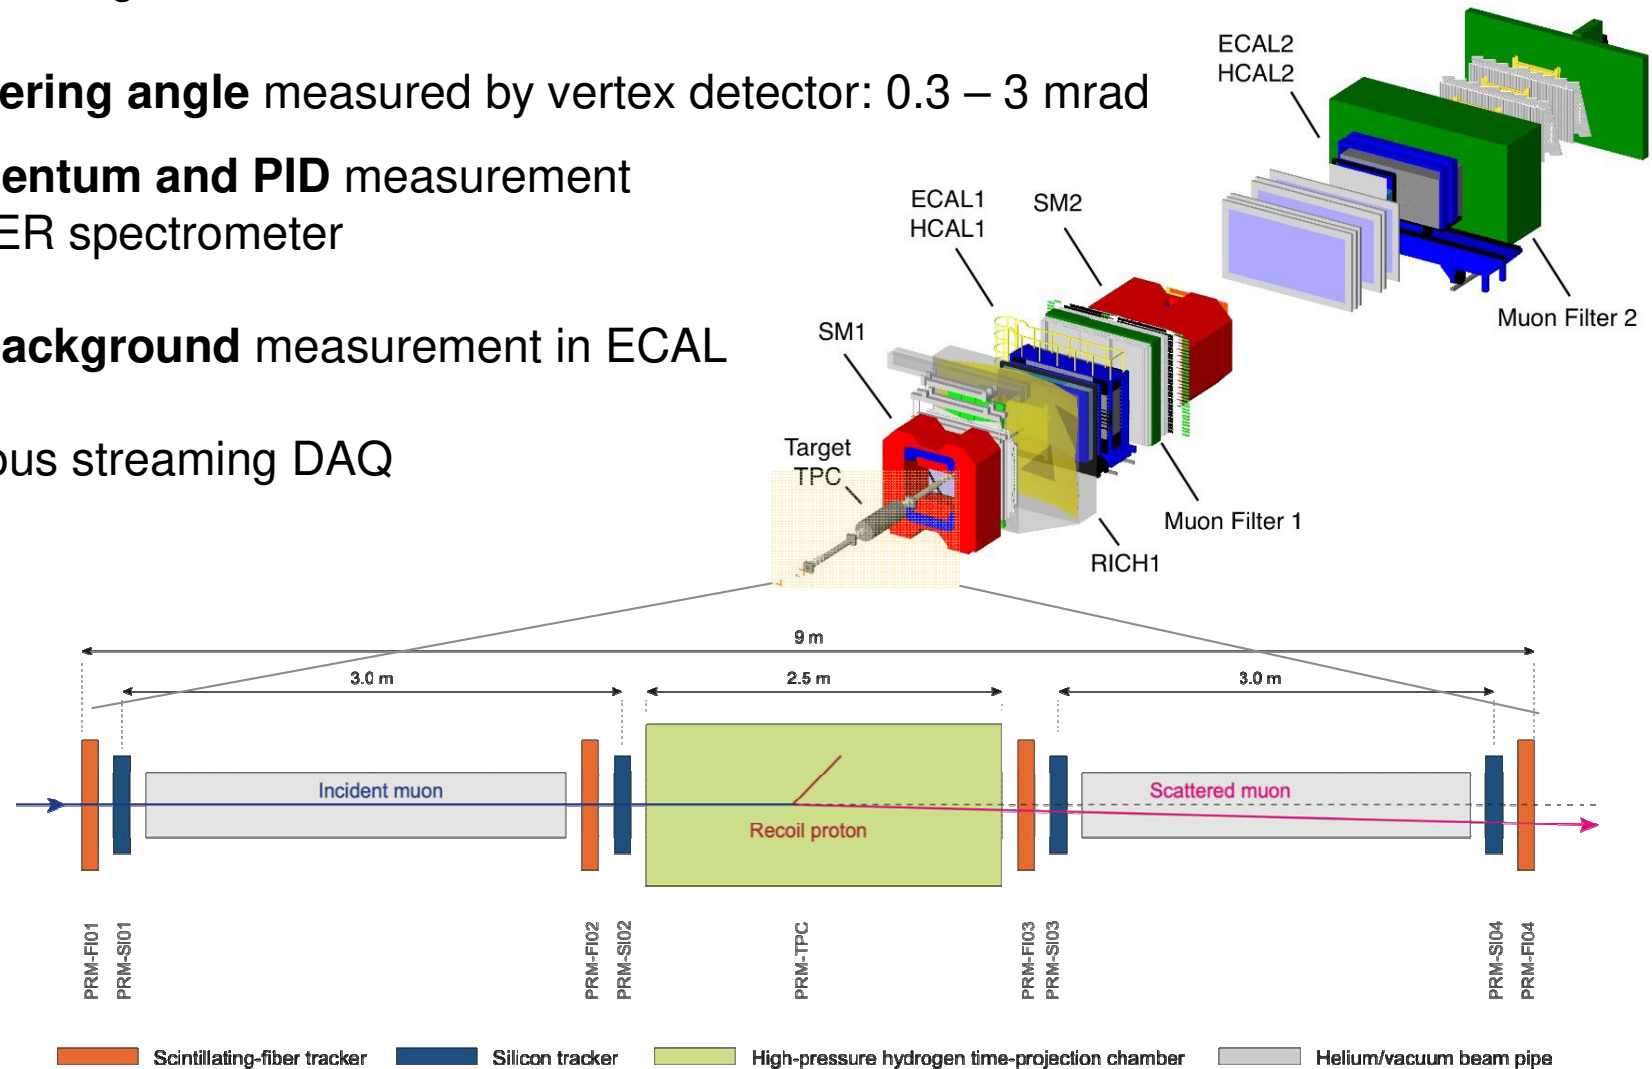 ering angle measured by vertex detector: 0.3 – 3 mrad
entum and PID measurement
ER spectrometer
ackground measurement in ECAL
ous streaming DAQ
ECAL2
HCAL2
ECAL1
HCAL1
SM2
Muon Filter 2
SM1
Target
TPC
Muon Filter 1
RICH1
9 m
3.0 m
2.5 m
3.0 m
Incident muon
Scattered muon
Recoil proton
PRM-FI01
PRM-SI01
PRM-FI02
PRM-SI02
PRM-TPC
PRM-FI03
PRM-SI03
PRM-SI04
PRM-FI04
Scintillating-fiber tracker
Silicon tracker
High-pressure hydrogen time-projection chamber
Helium/vacuum beam pipe